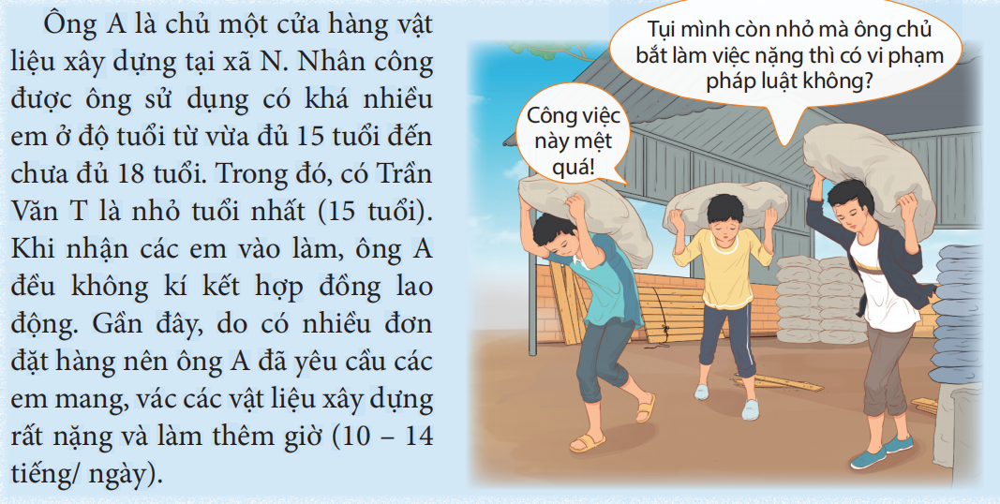 Ông A là chủ một cửa hàng vật
liệu xây dựng tại xã N. Nhân công
được ông sử dụng có khá nhiều
em ở độ tuổi từ vừa đủ 15 tuổi đến
chưa đủ 18 tuổi. Trong đó, có Trần
Văn T là nhỏ tuổi nhất (15 tuổi).
Khi nhận các em vào làm, ông A
đều không kí kết hợp đồng lao
động. Gần đây, do có nhiều đơn
đặt hàng nên ông A đã yêu cầu các
em mang, vác các vật liệu xây dựng
rất nặng và làm thêm giờ (10 – 14
tiếng/ ngày).
Công việc
này mệt
quá!
Tụi mình còn nhỏ mà ông chủ
bắt làm việc nặng thì có vi phạm
pháp luật không?